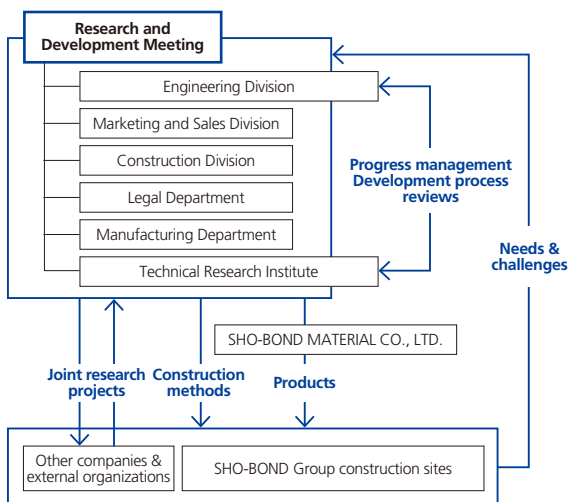 Research and
Development Meeting
Engineering Division
Marketing and Sales Division
Construction Division
Legal Department
Manufacturing Department
Technical Research Institute
Progress management
Development process
reviews
Needs &
challenges
SHO-BOND MATERIAL CO., LTD.
Joint research
projects
Construction
methods
Products
Other companies &
external organizations
SHO-BOND Group construction sites